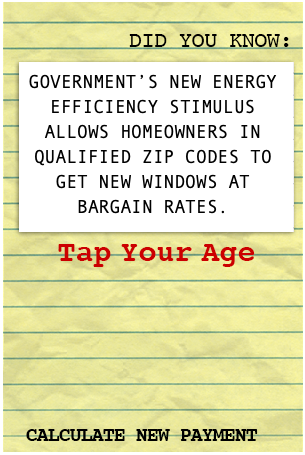 DID YOU KNOW:
GOVERNMENT'S NEW ENERGY
EFFICIENCY STIMULUS
ALLOWS HOMEOWNERS IN
QUALIFIED ZIP CODES TO
GET NEW WINDOWS AT
BARGAIN RATES.
Tap Your Age
CALCULATE NEW PAYMENT